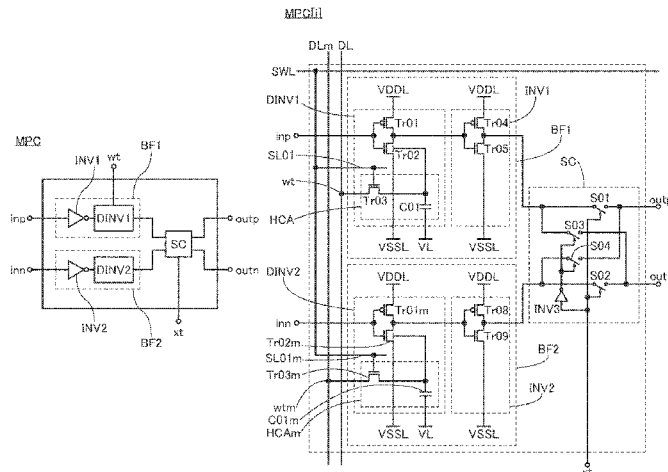 MPC[i]
DLm DL
SWL
VDDL
VDDL
DINV1
INV1
Tr01
Tr04
inp
Tr02
Tr05
BF1
SL01
SC
wt
Tr03
C01
S01
outp
HCA
S03
VSSL
VL
VSSL
S04
DINV2
VDDL
VDDL
S02
out
inn
Tr01m
Tr08
INV3
Tr02m
Tr09
SL01m
BF2
Tr03m
wtm
INV2
C01m
HCAm
VSSL
VL
VSSL
xt
MPC
INV1
wt
BF1
inp
DINV1
outp
SC
inn
DINV2
outn
INV2
BF2
xt